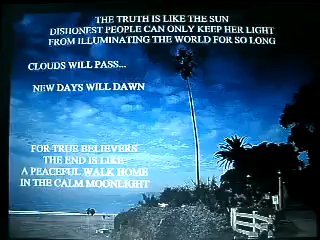 THE TRUTH IS LIKE THE SUN
DISHONEST PEOPLE CAN ONLY KEEP HER LIGHT
FROM ILLUMINATING THE WORLD FOR SO LONG
CLOUDS WILL PASS...
NEW DAYS WILL DAWN
FOR TRUE BELIEVERS
THE END IS LIKE
A PEACEFUL WALK HOME
IN THE CALM MOONLIGHT